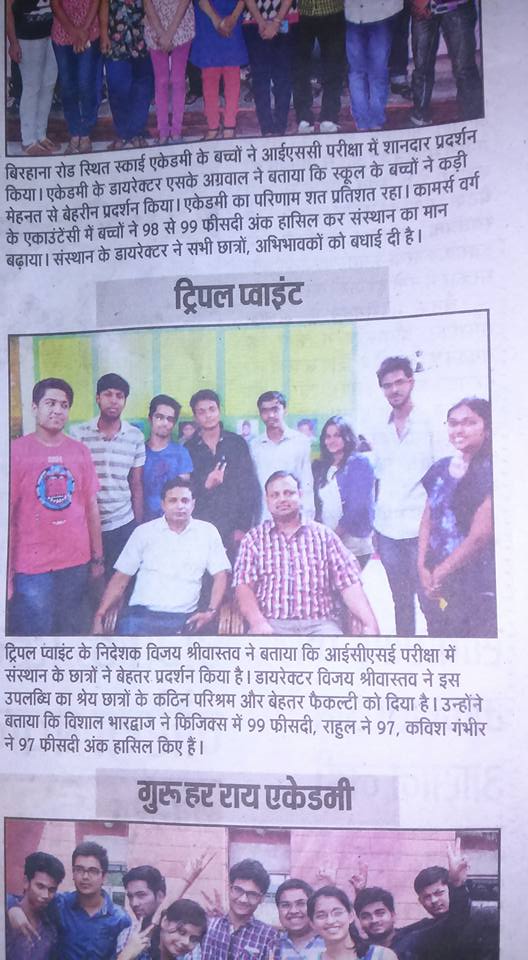 बिरहाना रोड स्थित स्काई एकेडमी के बच्चों ने आईएससी परीक्षा में शानदार प्रदर्शन
किया। एकेडमी के डायरेक्टर एसके अग्रवाल ने बताया कि स्कूल के बच्चों ने कड़ी
मेहनत से बेहरीन प्रदर्शन किया। एकेडमी का परिणाम शत प्रतिशत रहा। कामर्स वर्ग
के एकाउंटेंसी में बच्चों ने 98 से 99 फीसदी अंक हासिल कर संस्थान का मान
बढ़ाया। संस्थान के डायरेक्टर ने सभी छात्रों, अभिभावकों को बधाई दी है।
ट्रिपल प्वाइंट
ट्रिपल प्वाइंट के निदेशक विजय श्रीवास्तव ने बताया कि आईसीएसई परीक्षा में
संस्थान के छात्रों ने बेहतर प्रदर्शन किया है। डायरेक्टर विजय श्रीवास्तव ने इस
उपलब्धि का श्रेय छात्रों के कठिन परिश्रम और बेहतर फैकल्टी को दिया है। उन्होंने
बताया कि विशाल भारद्वाज ने फिजिक्स में 99 फीसदी, राहुल ने 97, कविश गंभीर
ने 97 फीसदी अंक हासिल किए हैं।
गुरु हर राय एकेडमी